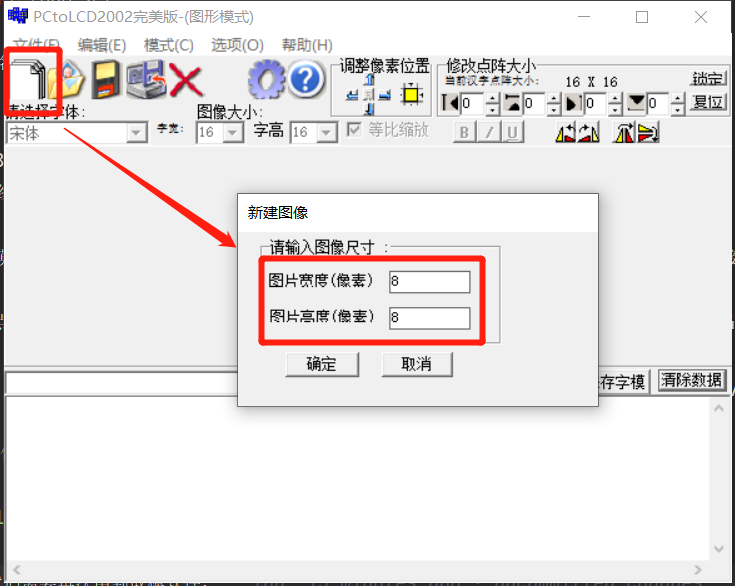 PCtoLCD2002完美版-(图形模式)
文件(F) 编辑(E) 模式(C) 选项(O) 帮助(H)
调整像素位置
修改点阵大小
当前汉字点阵大小: 16 X 16
锁定
0 0 0 0
复位
请选择字体:
图像大小:
宋体
字宽: 16 字高 16 等比缩放
B I U
新建图像
请输入图像尺寸 :
图片宽度(像素) 8
图片高度(像素) 8
确定 取消
存字模 清除数据